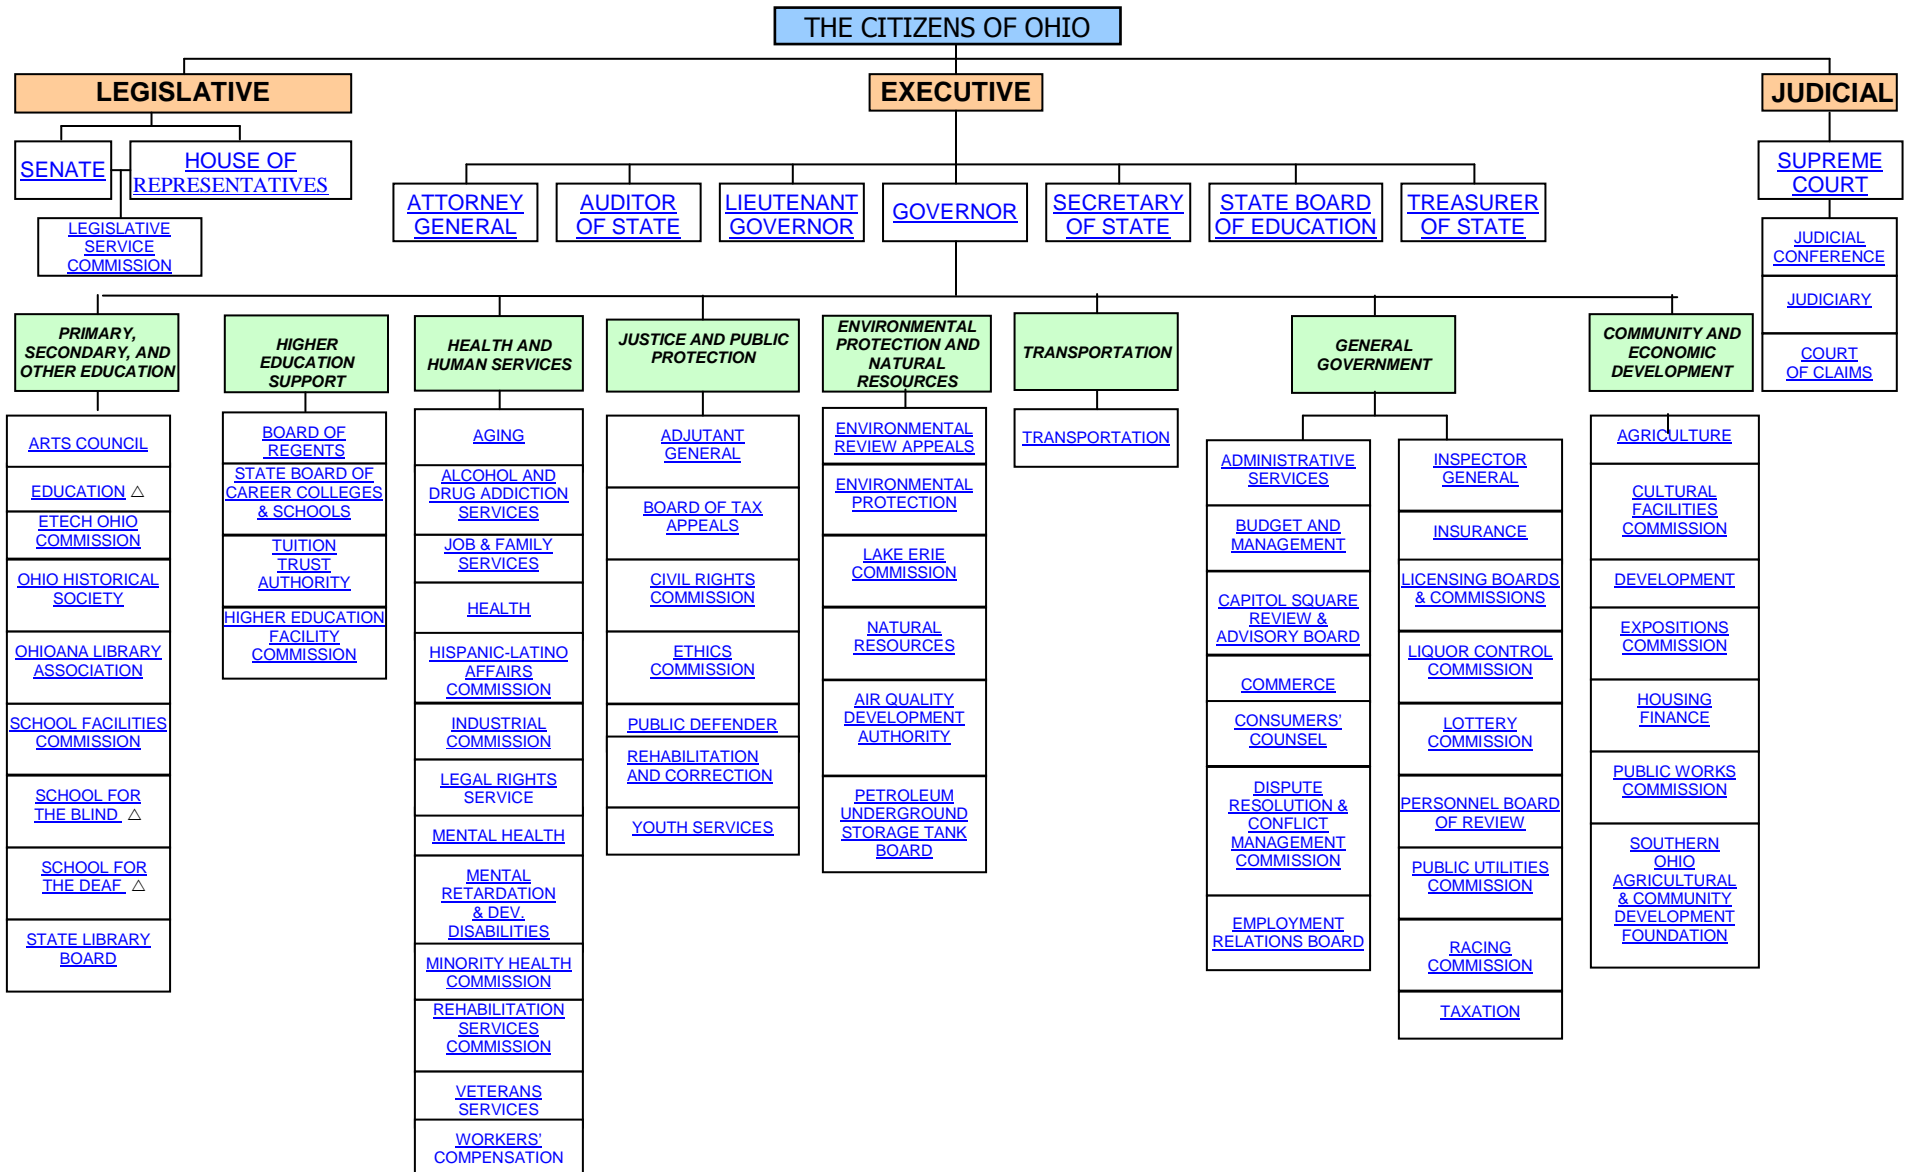 THE CITIZENS OF OHIO
LEGISLATIVE
EXECUTIVE
JUDICIAL
SENATE
HOUSE OF
REPRESENTATIVES
LEGISLATIVE
SERVICE
COMMISSION
ATTORNEY
GENERAL
AUDITOR
OF STATE
LIEUTENANT
GOVERNOR
GOVERNOR
SECRETARY
OF STATE
STATE BOARD
OF EDUCATION
TREASURER
OF STATE
SUPREME
COURT
JUDICIAL
CONFERENCE
JUDICIARY
COURT
OF CLAIMS
PRIMARY,
SECONDARY, AND
OTHER EDUCATION
ARTS COUNCIL
EDUCATION △
ETECH OHIO
COMMISSION
OHIO HISTORICAL
SOCIETY
OHIOANA LIBRARY
ASSOCIATION
SCHOOL FACILITIES
COMMISSION
SCHOOL FOR
THE BLIND △
SCHOOL FOR
THE DEAF △
STATE LIBRARY
BOARD
HIGHER
EDUCATION
SUPPORT
BOARD OF
REGENTS
STATE BOARD OF
CAREER COLLEGES
& SCHOOLS
TUITION
TRUST
AUTHORITY
HIGHER EDUCATION
FACILITY
COMMISSION
HEALTH AND
HUMAN SERVICES
AGING
ALCOHOL AND
DRUG ADDICTION
SERVICES
JOB & FAMILY
SERVICES
HEALTH
HISPANIC-LATINO
AFFAIRS
COMMISSION
INDUSTRIAL
COMMISSION
LEGAL RIGHTS
SERVICE
MENTAL HEALTH
MENTAL
RETARDATION
& DEV.
DISABILITIES
MINORITY HEALTH
COMMISSION
REHABILITATION
SERVICES
COMMISSION
VETERANS
SERVICES
WORKERS'
COMPENSATION
JUSTICE AND PUBLIC
PROTECTION
ADJUTANT
GENERAL
BOARD OF TAX
APPEALS
CIVIL RIGHTS
COMMISSION
ETHICS
COMMISSION
PUBLIC DEFENDER
REHABILITATION
AND CORRECTION
YOUTH SERVICES
ENVIRONMENTAL
PROTECTION AND
NATURAL
RESOURCES
ENVIRONMENTAL
REVIEW APPEALS
ENVIRONMENTAL
PROTECTION
LAKE ERIE
COMMISSION
NATURAL
RESOURCES
AIR QUALITY
DEVELOPMENT
AUTHORITY
PETROLEUM
UNDERGROUND
STORAGE TANK
BOARD
TRANSPORTATION
TRANSPORTATION
GENERAL
GOVERNMENT
ADMINISTRATIVE
SERVICES
BUDGET AND
MANAGEMENT
CAPITOL SQUARE
REVIEW &
ADVISORY BOARD
COMMERCE
CONSUMERS'
COUNSEL
DISPUTE
RESOLUTION &
CONFLICT
MANAGEMENT
COMMISSION
EMPLOYMENT
RELATIONS BOARD
INSPECTOR
GENERAL
INSURANCE
LICENSING BOARDS
& COMMISSIONS
LIQUOR CONTROL
COMMISSION
LOTTERY
COMMISSION
PERSONNEL BOARD
OF REVIEW
PUBLIC UTILITIES
COMMISSION
RACING
COMMISSION
TAXATION
COMMUNITY AND
ECONOMIC
DEVELOPMENT
AGRICULTURE
CULTURAL
FACILITIES
COMMISSION
DEVELOPMENT
EXPOSITIONS
COMMISSION
HOUSING
FINANCE
PUBLIC WORKS
COMMISSION
SOUTHERN
OHIO
AGRICULTURAL
& COMMUNITY
DEVELOPMENT
FOUNDATION